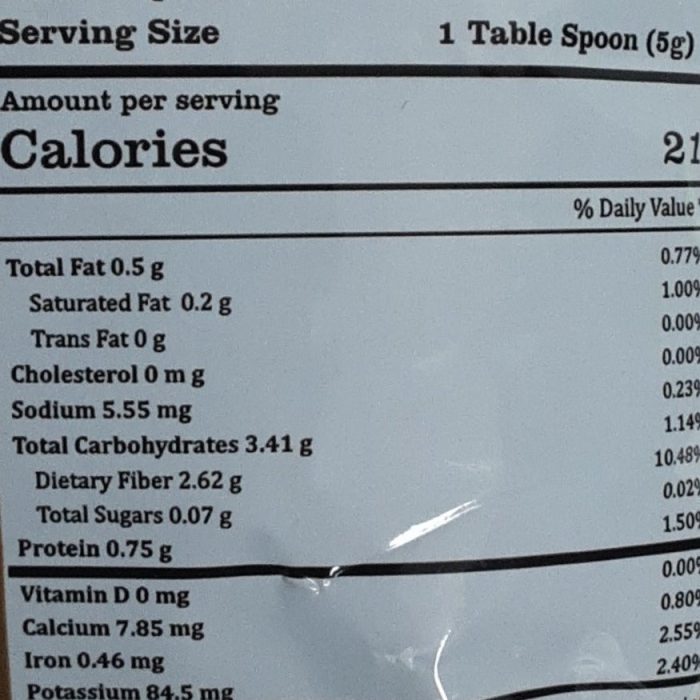 Serving Size 1 Table Spoon (5g)
Amount per serving
Calories 21
% Daily Value
Total Fat 0.5 g 0.77%
Saturated Fat 0.2 g 1.00%
Trans Fat 0 g 0.00%
Cholesterol 0 m g 0.00%
Sodium 5.55 mg 0.23%
Total Carbohydrates 3.41 g 1.14%
Dietary Fiber 2.62 g 10.48%
Total Sugars 0.07 g 0.02%
Protein 0.75 g 1.50%
Vitamin D 0 mg 0.00%
Calcium 7.85 mg 0.80%
Iron 0.46 mg 2.55%
Potassium 84.5 mg 2.40%